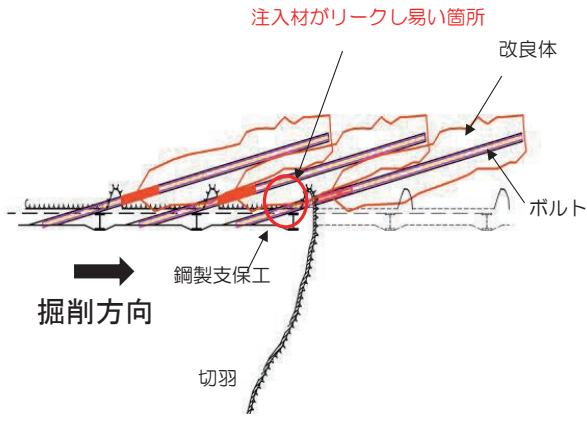 注入材がリークし易い箇所
改良体
ボルト
鋼製支保工
掘削方向
切羽